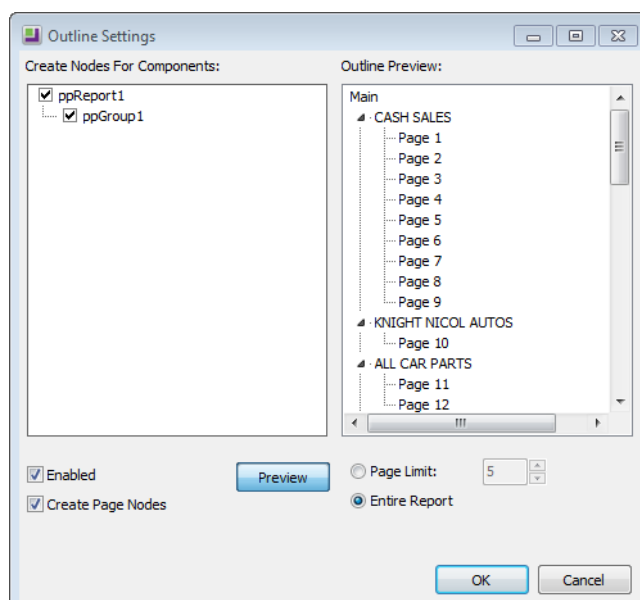 Outline Settings
Create Nodes For Components:
ppReport1
ppGroup1
Outline Preview:
Main
CASH SALES
Page 1
Page 2
Page 3
Page 4
Page 5
Page 6
Page 7
Page 8
Page 9
KNIGHT NICOL AUTOS
Page 10
ALL CAR PARTS
Page 11
Page 12
Enabled
Create Page Nodes
Preview
Page Limit: 5
Entire Report
OK Cancel